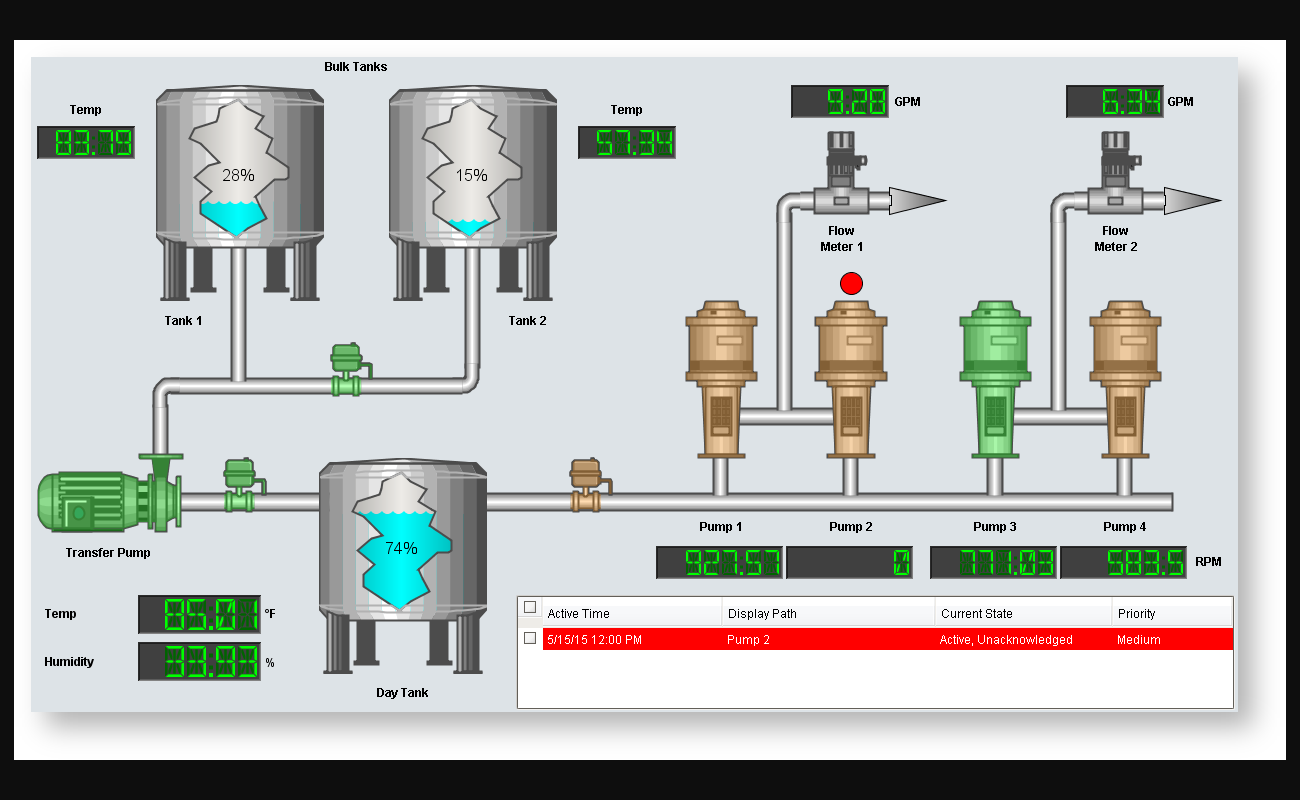 Bulk Tanks
Temp
83.79
28%
Tank 1
15%
Tank 2
Temp
57.34
9.28 GPM
Flow
Meter 1
6.34 GPM
Flow
Meter 2
Transfer Pump
74%
Day Tank
Pump 1
Pump 2
Pump 3
Pump 4
927.57
0
771.03
583.5
RPM
Temp
85.01 °F
Humidity
33.93 %
Active Time Display Path Current State Priority
5/15/15 12:00 PM Pump 2 Active, Unacknowledged Medium